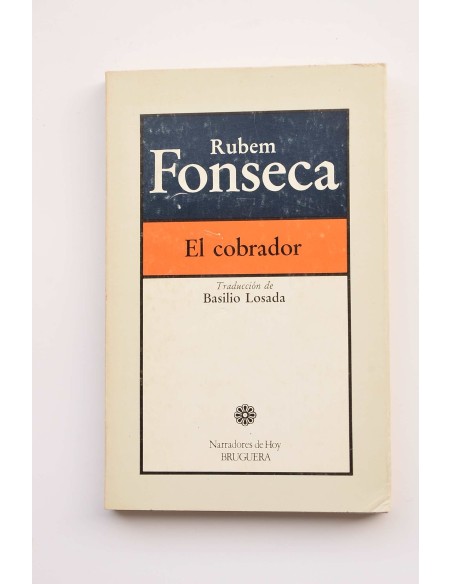 Rubem
Fonseca
El cobrador
Traducción de
Basilio Losada
Narradores de Hoy
BRUGUERA